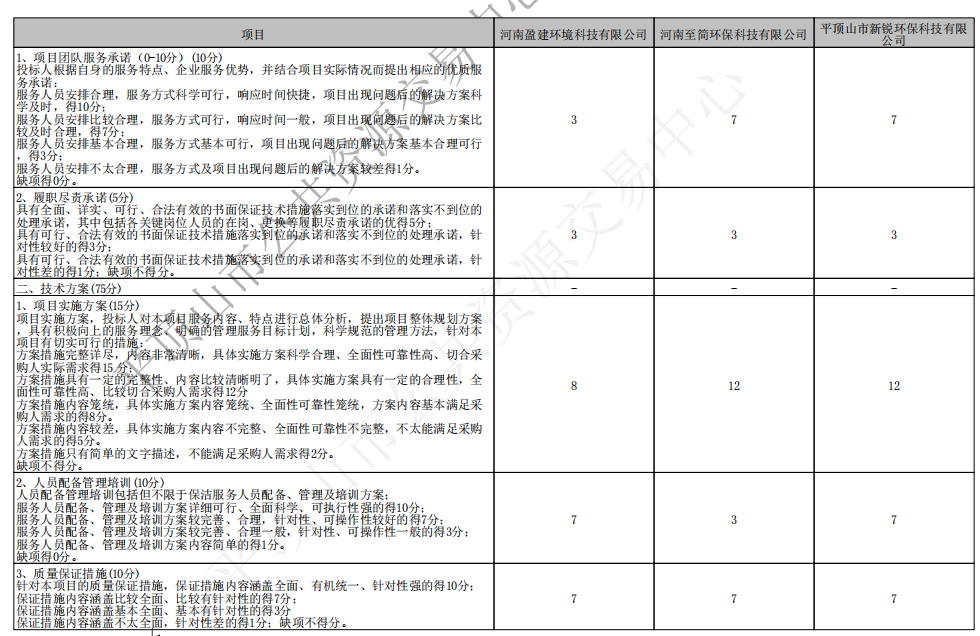 项目 河南盈建环境科技有限公司 河南至简环保科技有限公司 平顶山市新锐环保科技有限公司
1、项目团队服务承诺（0-10分）(10分)
投标人根据自身的服务特点、企业服务优势，并结合项目实际情况而提出相应的优质服
务承诺；
服务人员安排合理，服务方式科学可行，响应时间快捷，项目出现问题后的解决方案科
学及时，得10分；
服务人员安排比较合理，服务方式可行，响应时间一般，项目出现问题后的解决方案比
较及时合理，得7分；
服务人员安排基本合理，服务方式基本可行，项目出现问题后的解决方案基本合理可行
，得3分；
服务人员安排不太合理，服务方式及项目出现问题后的解决方案较差得1分。
缺项得0分。
3 7 7
2、履职尽责承诺(5分)
具有全面、详实、可行、合法有效的书面保证技术措施落实到位的承诺和落实不到位的
处理承诺，其中包括各关键岗位人员的在岗、更换等履职尽责承诺的优得5分；
具有可行、合法有效的书面保证技术措施落实到位的承诺和落实不到位的处理承诺，针
对性较好的得3分；
具有可行、合法有效的书面保证技术措施落实到位的承诺和落实不到位的处理承诺，针
对性差的得1分；缺项不得分。
3 3 3
二、技术方案(75分) - - -
1、项目实施方案(15分)
项目实施方案，投标人对本项目服务内容、特点进行总体分析，提出项目整体规划方案
，具有积极向上的服务理念、明确的管理服务目标计划，科学规范的管理方法，针对本
项目有切实可行的措施：
方案措施完整详尽，内容非常清晰，具体实施方案科学合理、全面性可靠性高、切合采
购人实际需求得15分；
方案措施具有一定的完整性、内容比较清晰明了，具体实施方案具有一定的合理性，全
面性可靠性高、比较切合采购人需求得12分
方案措施内容笼统，具体实施方案内容笼统、全面性可靠性笼统，方案内容基本满足采
购人需求的得8分。
方案措施内容较差，具体实施方案内容不完整、全面性可靠性不完整，不太能满足采购
人需求的得5分。
方案措施只有简单的文字描述，不能满足采购人需求得2分。
缺项不得分。
8 12 12
2、人员配备管理培训(10分)
人员配备管理培训包括但不限于保洁服务人员配备、管理及培训方案；
服务人员配备、管理及培训方案详细可行、全面科学、可执行性强的得10分；
服务人员配备、管理及培训方案较完善、合理，针对性、可操作性较好的得7分；
服务人员配备、管理及培训方案较完善、合理一般，针对性、可操作性一般的得3分；
服务人员配备、管理及培训方案内容简单的得1分。
缺项得0分。
7 3 7
3、质量保证措施(10分)
针对本项目的质量保证措施，保证措施内容涵盖全面、有机统一、针对性强的得10分；
保证措施内容涵盖比较全面、比较有针对性的得7分；
保证措施内容涵盖基本全面、基本有针对性的得3分
保证措施内容涵盖不太全面，针对性差的得1分；缺项不得分。
7 7 7
平顶山市公共资源交易中心
平顶山市公共资源交易中心